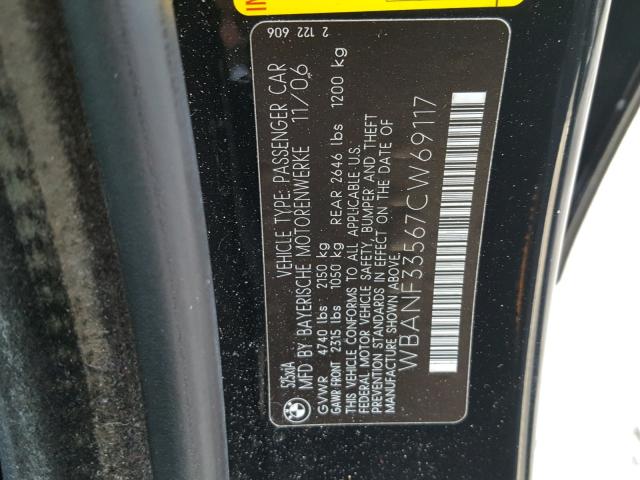 2 122 606
525xiA VEHICLE TYPE: PASSENGER CAR
MFD BY BAYERISCHE MOTORENWERKE 11/06
GVWR 4740 lbs 2150 kg
GAWR FRONT 2315 lbs 1050 kg REAR 2646 lbs 1200 kg
THIS VEHICLE CONFORMS TO ALL APPLICABLE U.S.
FEDERAL MOTOR VEHICLE SAFETY, BUMPER AND THEFT
PREVENTION STANDARDS IN EFFECT ON THE DATE OF
MANUFACTURE SHOWN ABOVE.
WBANF33567CW69117